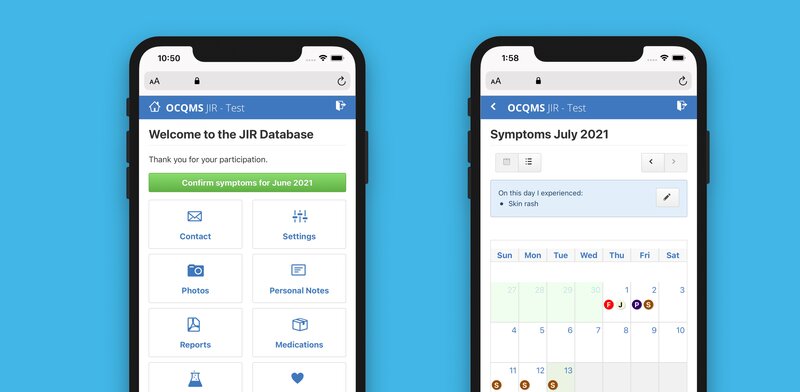 10:50
AA
OCQMS JIR - Test
Welcome to the JIR Database
Thank you for your participation.
Confirm symptoms for June 2021
Contact
Settings
Photos
Personal Notes
Reports
Medications
1:58
AA
OCQMS JIR - Test
Symptoms July 2021
On this day I experienced:
• Skin rash
Sun Mon Tue Wed Thu Fri Sat
27 28 29 30 1 2 3
F J P S
4 5 6 7 8 9 10
11 12 13
S S S